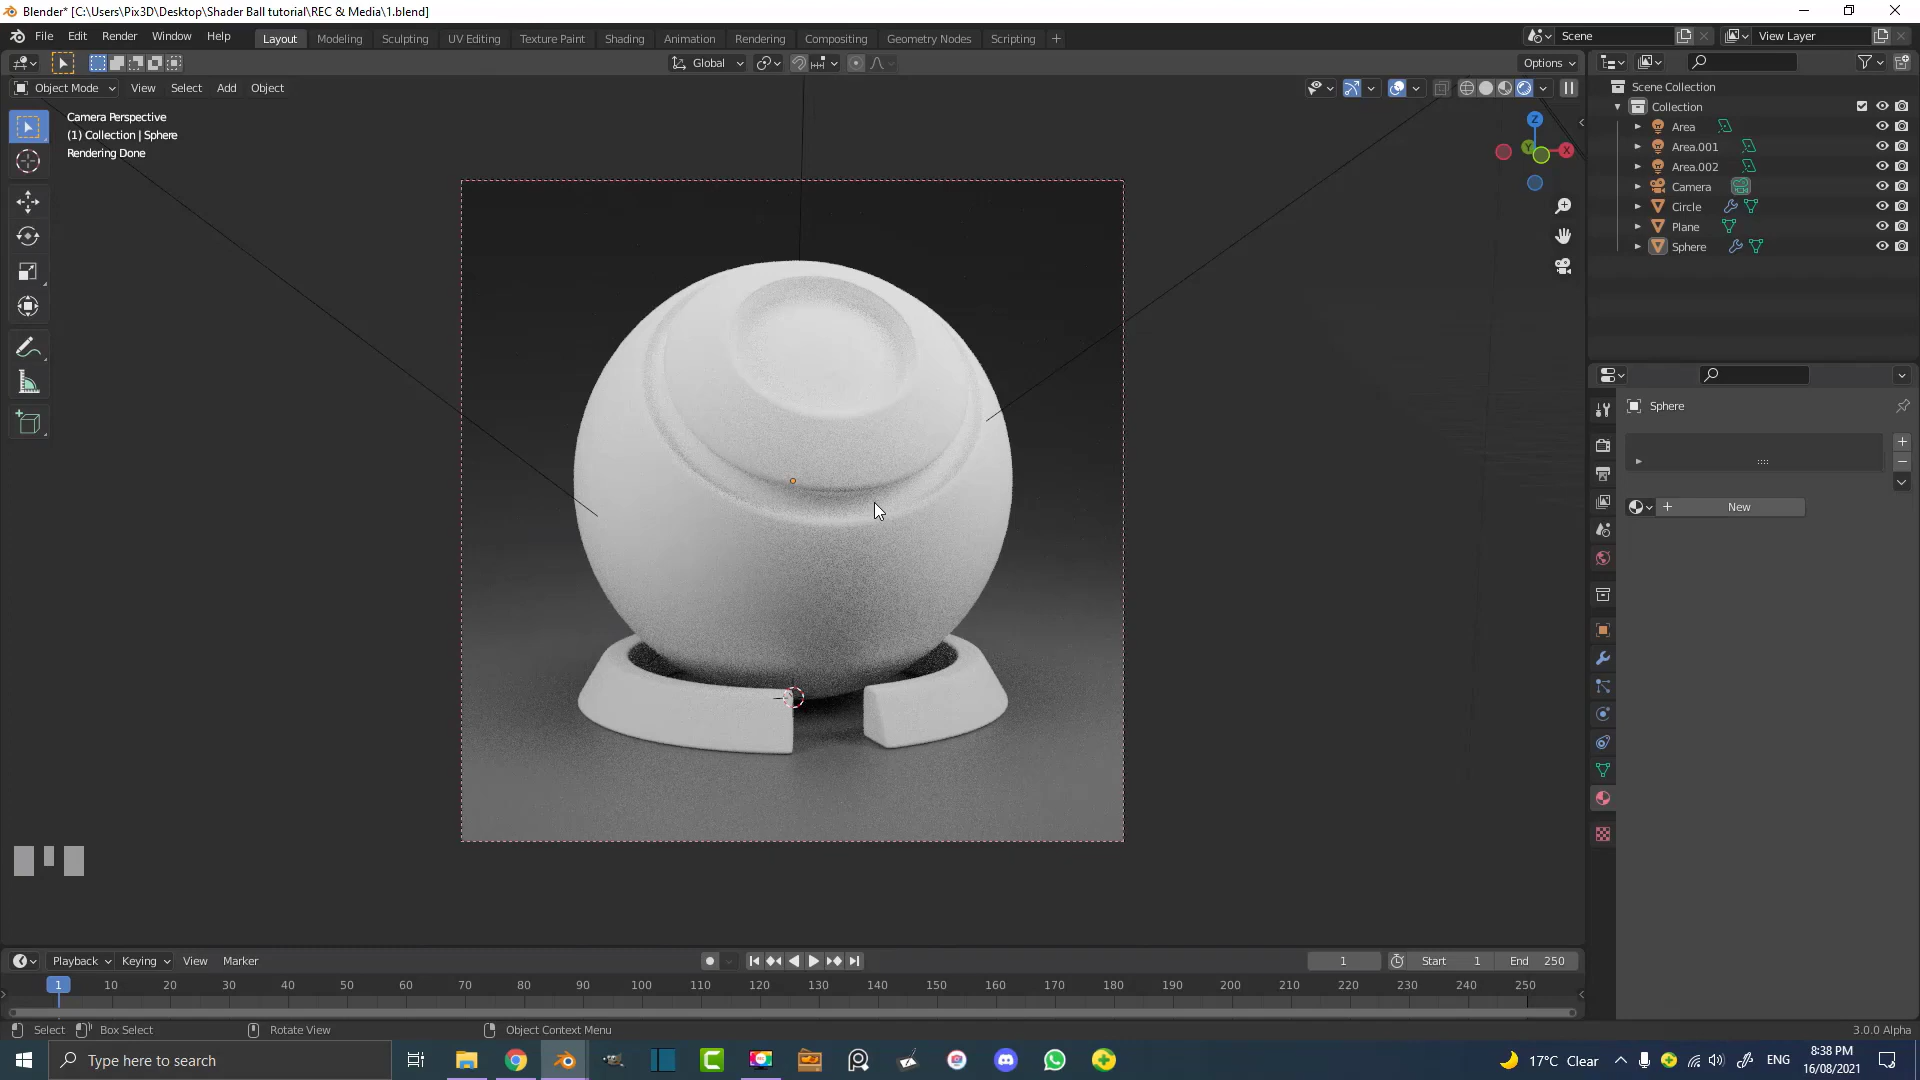 Blender* [C:\Users\Pix3D\Desktop\Shader Ball tutorial\REC & Media\1.blend]
File Edit Render Window Help Layout Modeling Sculpting UV Editing Texture Paint Shading Animation Rendering Compositing Geometry Nodes Scripting + Scene View Layer
Global Options
Object Mode View Select Add Object
Camera Perspective
(1) Collection | Sphere
Rendering Done
Z
Y
X
Scene Collection
Collection
Area
Area.001
Area.002
Camera
Circle
Plane
Sphere
Sphere
New
Playback Keying View Marker 1 Start 1 End 250
1 10 20 30 40 50 60 70 80 90 100 110 120 130 140 150 160 170 180 190 200 210 220 230 240 250
Select Box Select Rotate View Object Context Menu 3.0.0 Alpha
Type here to search
17°C Clear ENG
8:38 PM
16/08/2021